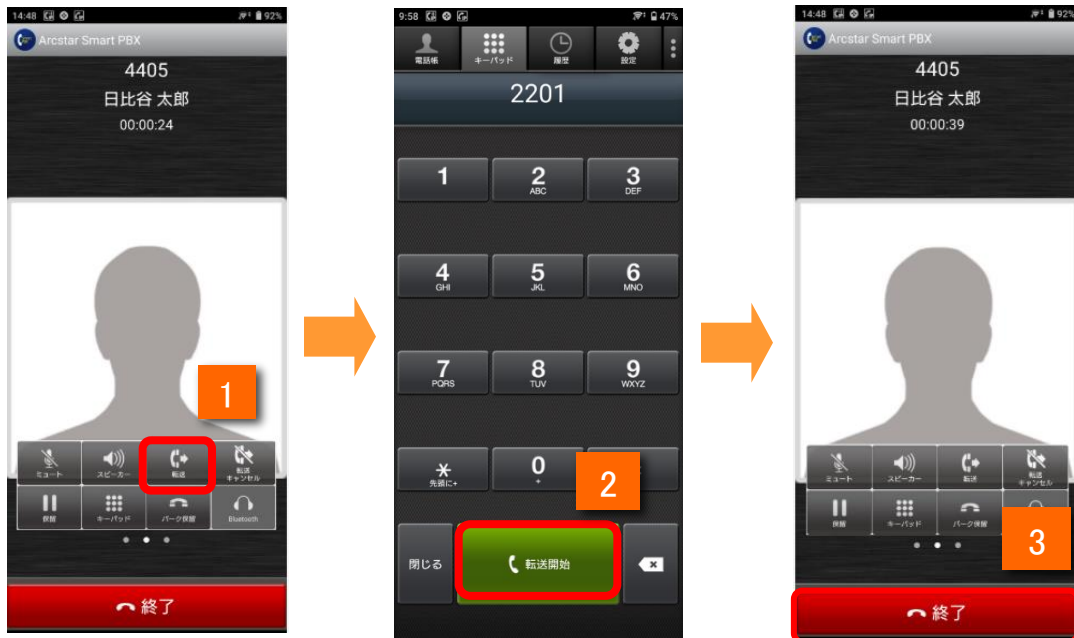 14:48 92%
Arcstar Smart PBX
4405
日比谷 太郎
00:00:24
1
ミュート スピーカー 転送 転送キャンセル
保留 キーパッド パーク保留 Bluetooth
終了
9:58 47%
電話帳 キーパッド 履歴 設定
2201
1 2 3
ABC DEF
4 5 6
GHI JKL MNO
7 8 9
PQRS TUV WXYZ
* 0
先頭に+ +
2
閉じる 転送開始
14:48 92%
Arcstar Smart PBX
4405
日比谷 太郎
00:00:39
ミュート スピーカー 転送 転送キャンセル
保留 キーパッド パーク保留
3
終了